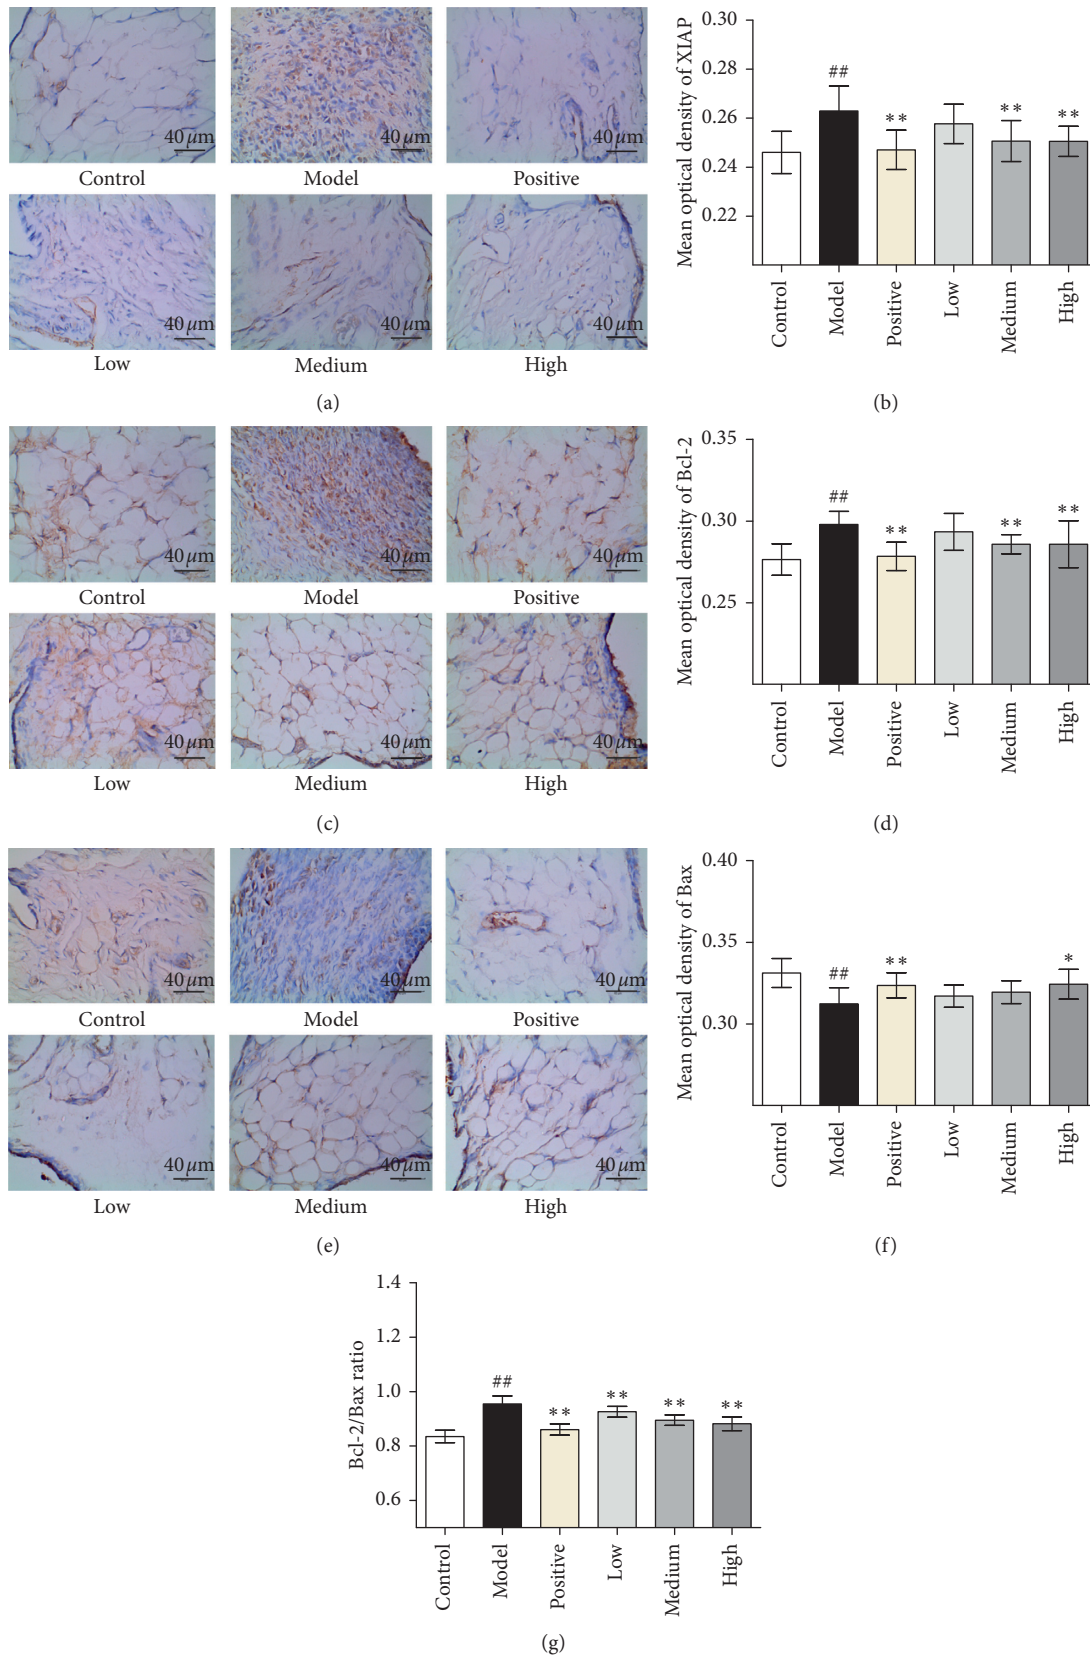 40 μm 40 μm 40 μm
Control Model Positive
40 μm 40 μm 40 μm
Low Medium High
(a)
Mean optical density of XIAP
0.30
0.28
0.26
0.24
0.22
##
**
**
**
Control Model Positive Low Medium High
(b)
40 μm 40 μm 40 μm
Control Model Positive
40 μm 40 μm 40 μm
Low Medium High
(c)
Mean optical density of Bcl-2
0.35
0.30
0.25
##
**
**
**
Control Model Positive Low Medium High
(d)
40 μm 40 μm 40 μm
Control Model Positive
40 μm 40 μm 40 μm
Low Medium High
(e)
Mean optical density of Bax
0.40
0.35
0.30
##
**
*
Control Model Positive Low Medium High
(f)
Bcl-2/Bax ratio
1.4
1.2
1.0
0.8
0.6
##
**
**
**
**
Control Model Positive Low Medium High
(g)